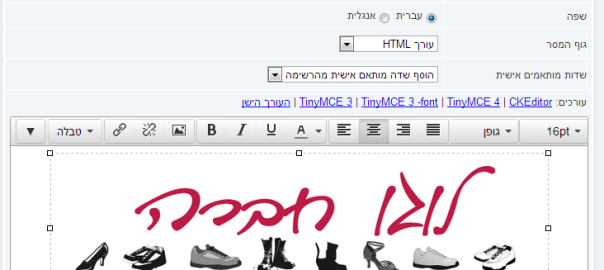 שפה עברית אנגלית
גוף המסר עורך HTML
שדות מותאמים אישית הוסף שדה מותאם אישית מהרשימה
עורכים: CKEditor | TinyMCE 4 | TinyMCE 3 -font | TinyMCE 3 | העורך הישן
16pt גופן A U I B טבלה
לוגו חברה